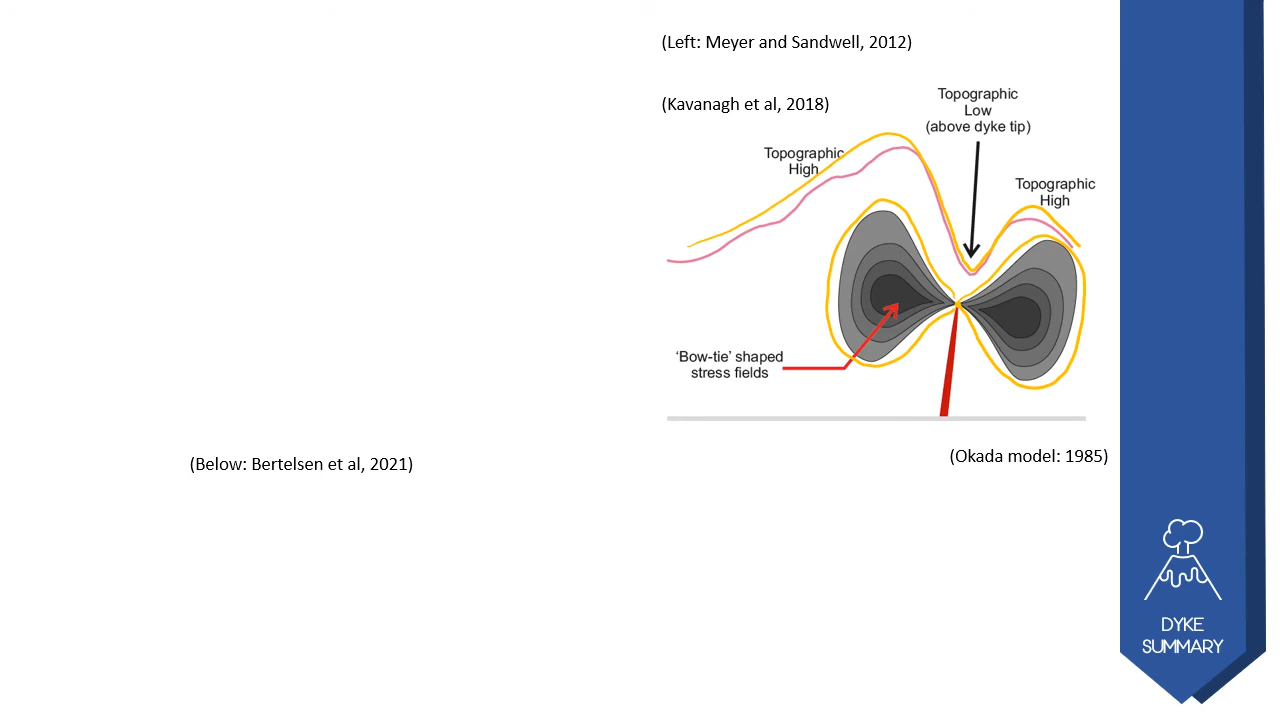 (Left: Meyer and Sandwell, 2012)
(Kavanagh et al, 2018)
Topographic
Low
(above dyke tip)
Topographic
High
Topographic
High
‘Bow-tie’ shaped
stress fields
(Okada model: 1985)
(Below: Bertelsen et al, 2021)
DYKE
SUMMARY